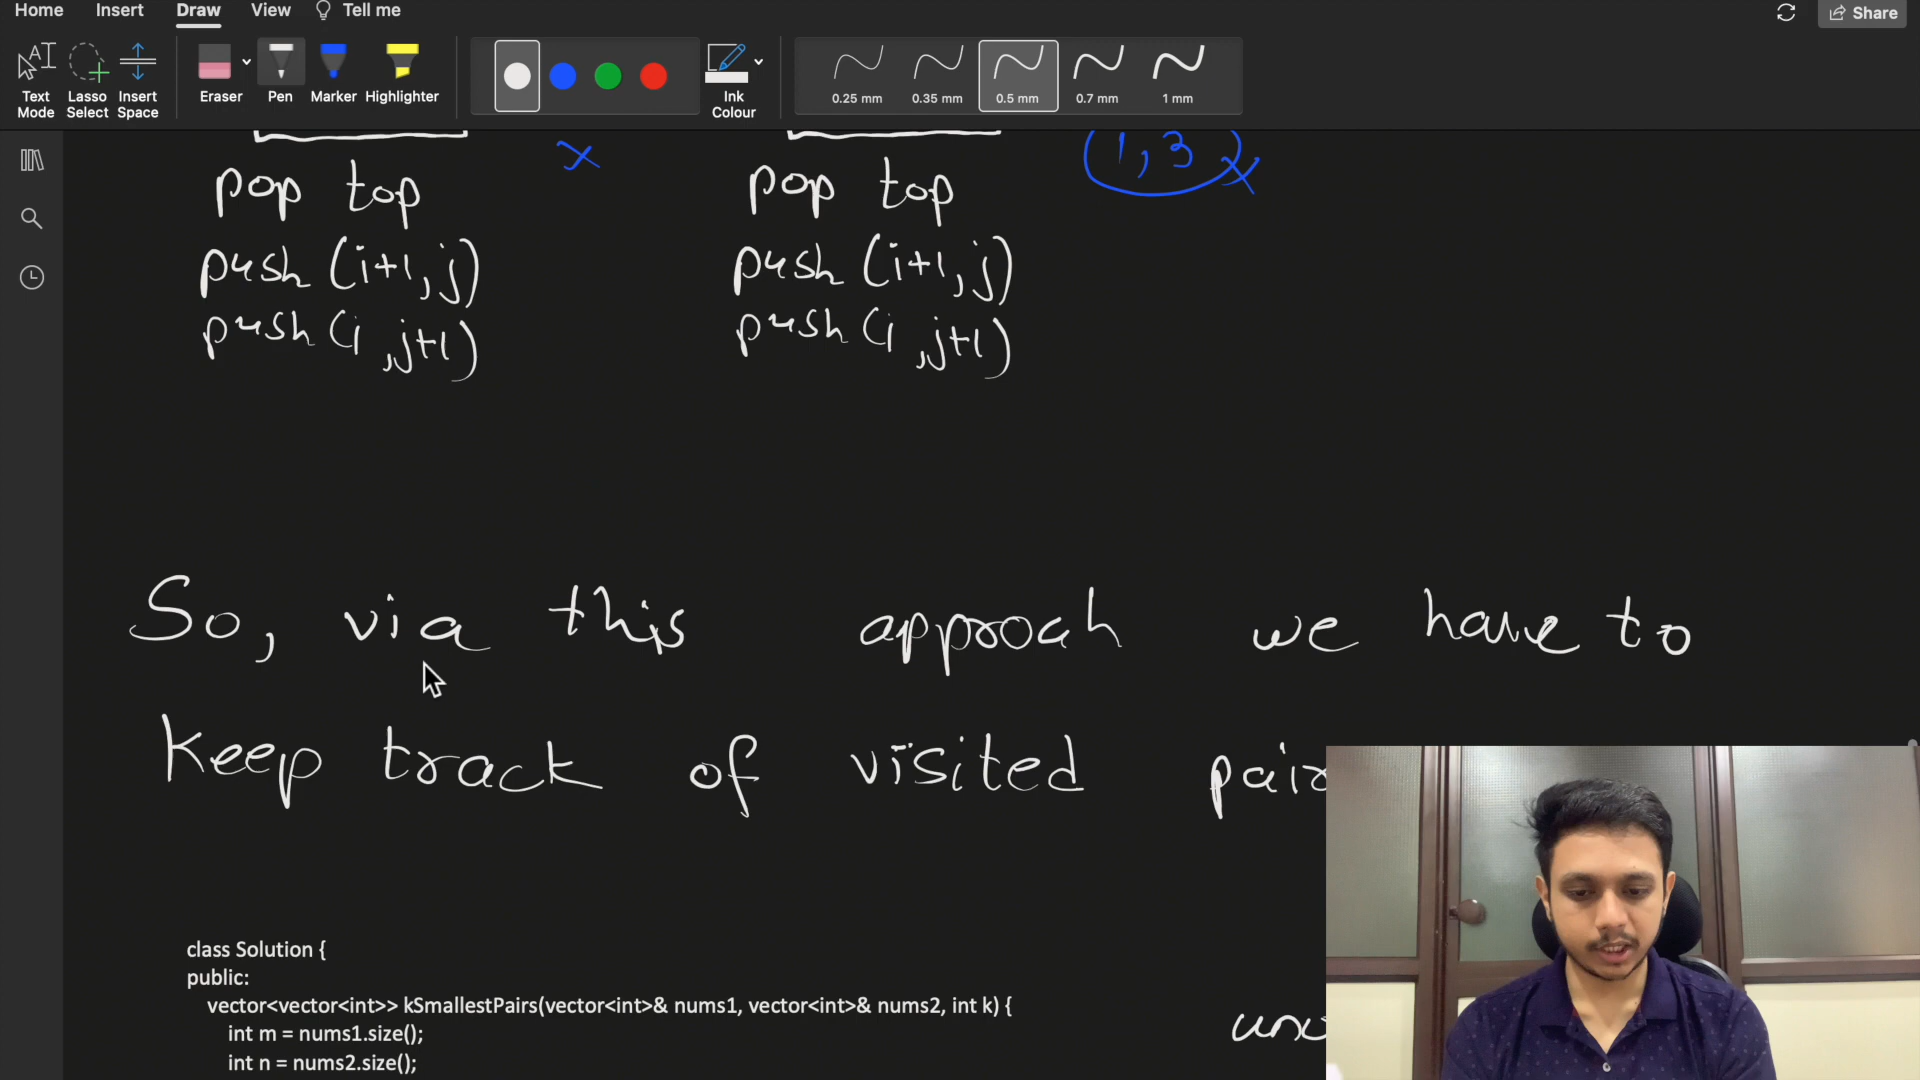 Home Insert Draw View Tell me Share
Text Mode Lasso Select Insert Space Eraser Pen Marker Highlighter Ink Colour 0.25 mm 0.35 mm 0.5 mm 0.7 mm 1 mm
x 1, 3 x
pop top pop top
push (i+1, j) push (i+1, j)
push (i, j+1) push (i, j+1)
So, via this approah we have to
Keep track of visited
class Solution {
public:
vector<vector<int>> kSmallestPairs(vector<int>& nums1, vector<int>& nums2, int k) {
int m = nums1.size();
int n = nums2.size();